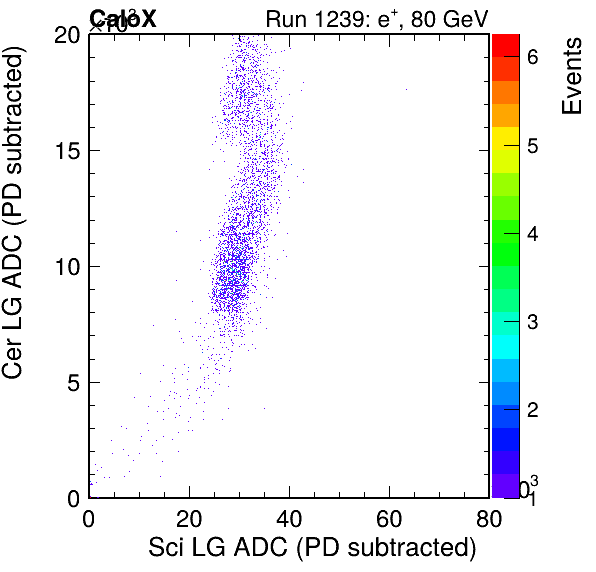 CaloX
×10³
Run 1239: e⁺, 80 GeV
20
15
10
5
0
0 20 40 60 80
Sci LG ADC (PD subtracted)
Cer LG ADC (PD subtracted)
6
5
4
3
2
1
Events